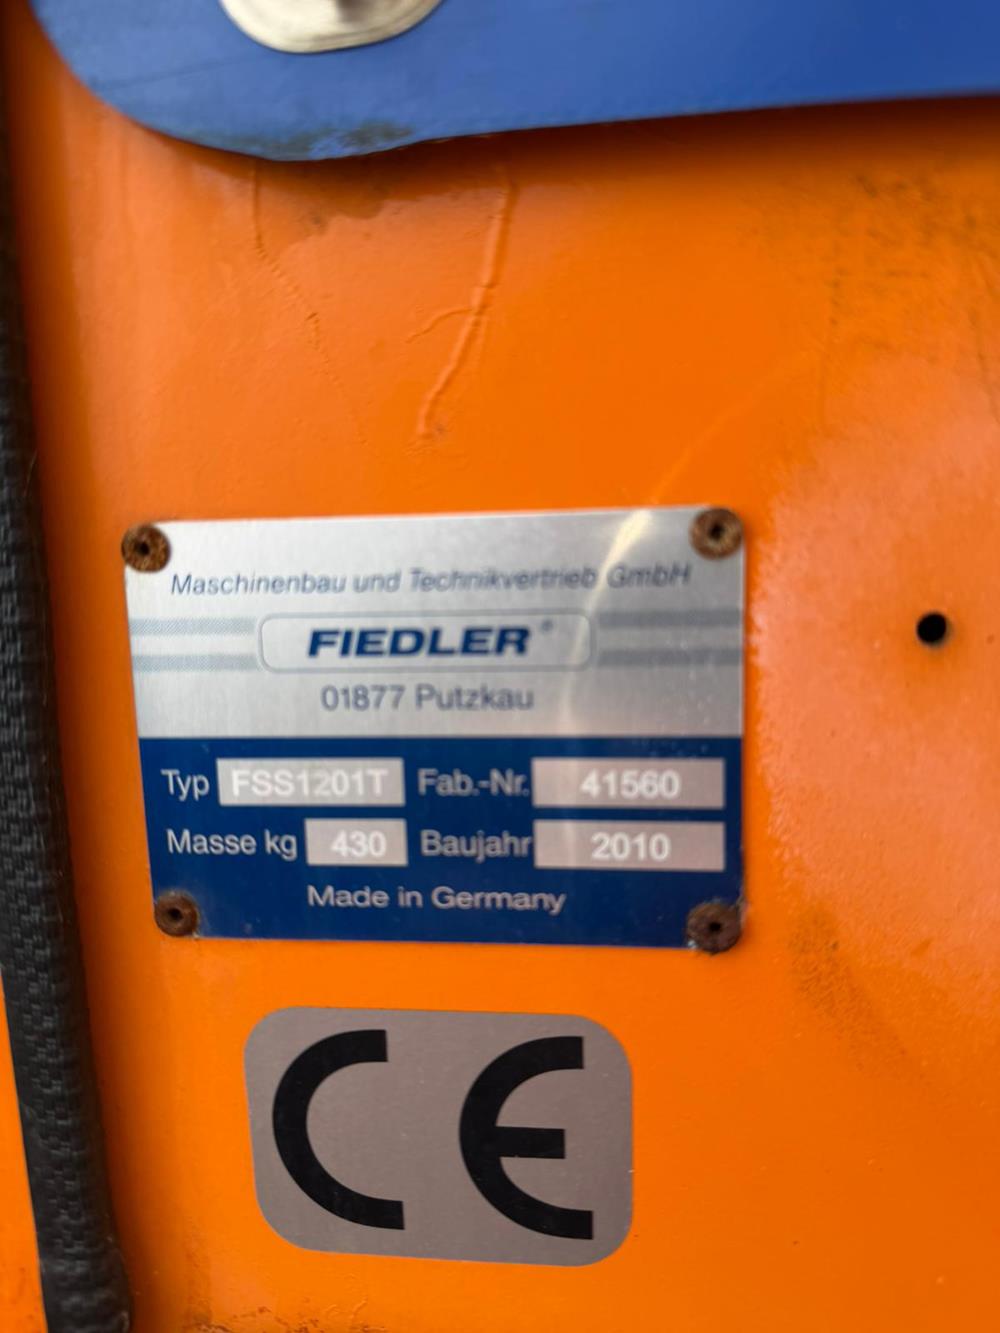 Maschinenbau und Technikvertrieb GmbH
FIEDLER®
01877 Putzkau
Typ FSS1201T Fab.-Nr. 41560
Masse kg 430 Baujahr 2010
Made in Germany
CE